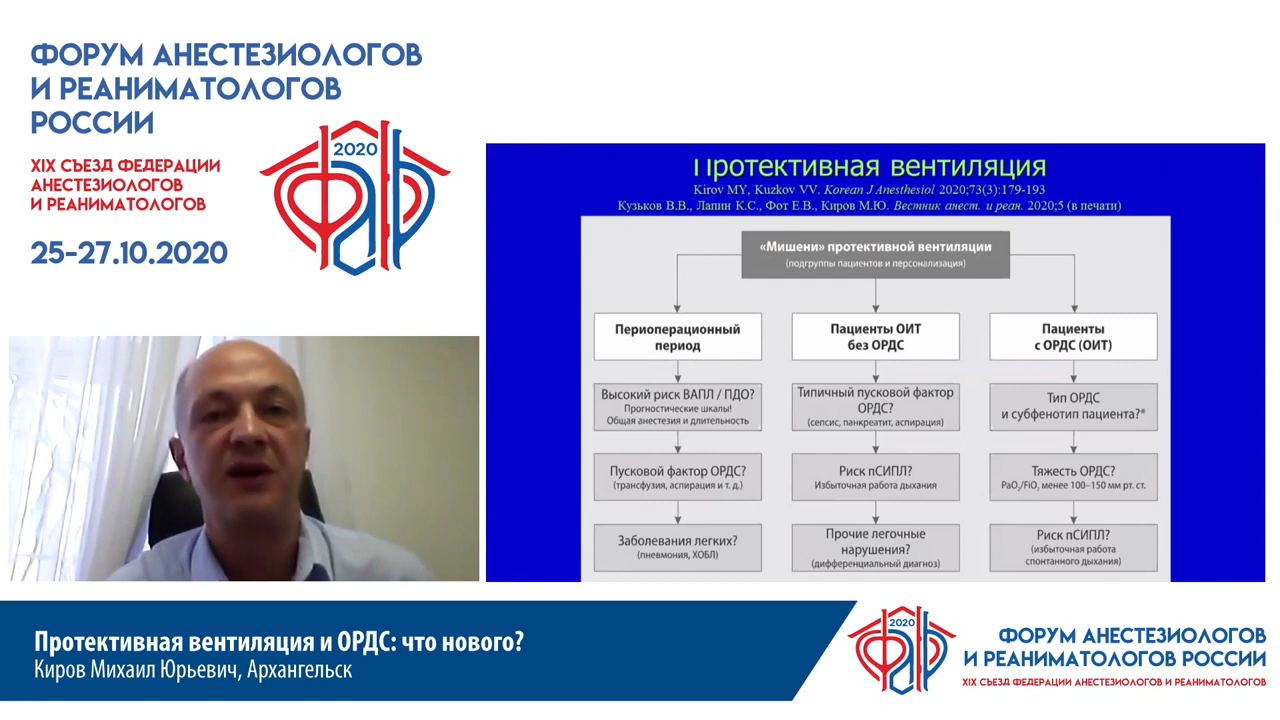 ФОРУМ АНЕСТЕЗИОЛОГОВ
И РЕАНИМАТОЛОГОВ
РОССИИ
XIX СЪЕЗД ФЕДЕРАЦИИ
АНЕСТЕЗИОЛОГОВ
И РЕАНИМАТОЛОГОВ
25-27.10.2020
2020
Протективная вентиляция
Kirov MY, Kuzkov VV. Korean J Anesthesiol 2020;73(3):179-193
Кузьков В.В., Лапин К.С., Фот Е.В., Киров М.Ю. Вестник анест. и реан. 2020;5 (в печати)
«Мишени» протективной вентиляции
(подгруппы пациентов и персонализация)
Периоперационный
период
Высокий риск ВАПЛ / ПДО?
Прогностические шкалы!
Общая анестезия и длительность
Пусковой фактор ОРДС?
(трансфузия, аспирация и т. д.)
Заболевания легких?
(пневмония, ХОБЛ)
Пациенты ОИТ
без ОРДС
Типичный пусковой фактор
ОРДС?
(сепсис, панкреатит, аспирация)
Риск пСИПЛ?
Избыточная работа дыхания
Прочие легочные
нарушения?
(дифференциальный диагноз)
Пациенты
с ОРДС (ОИТ)
Тип ОРДС
и субфенотип пациента?*
Тяжесть ОРДС?
PaO₂/FiO₂ менее 100–150 мм рт. ст.
Риск пСИПЛ?
(избыточная работа
спонтанного дыхания)
Протективная вентиляция и ОРДС: что нового?
Киров Михаил Юрьевич, Архангельск
2020
ФОРУМ АНЕСТЕЗИОЛОГОВ
И РЕАНИМАТОЛОГОВ РОССИИ
XIX СЪЕЗД ФЕДЕРАЦИИ АНЕСТЕЗИОЛОГОВ И РЕАНИМАТОЛОГОВ